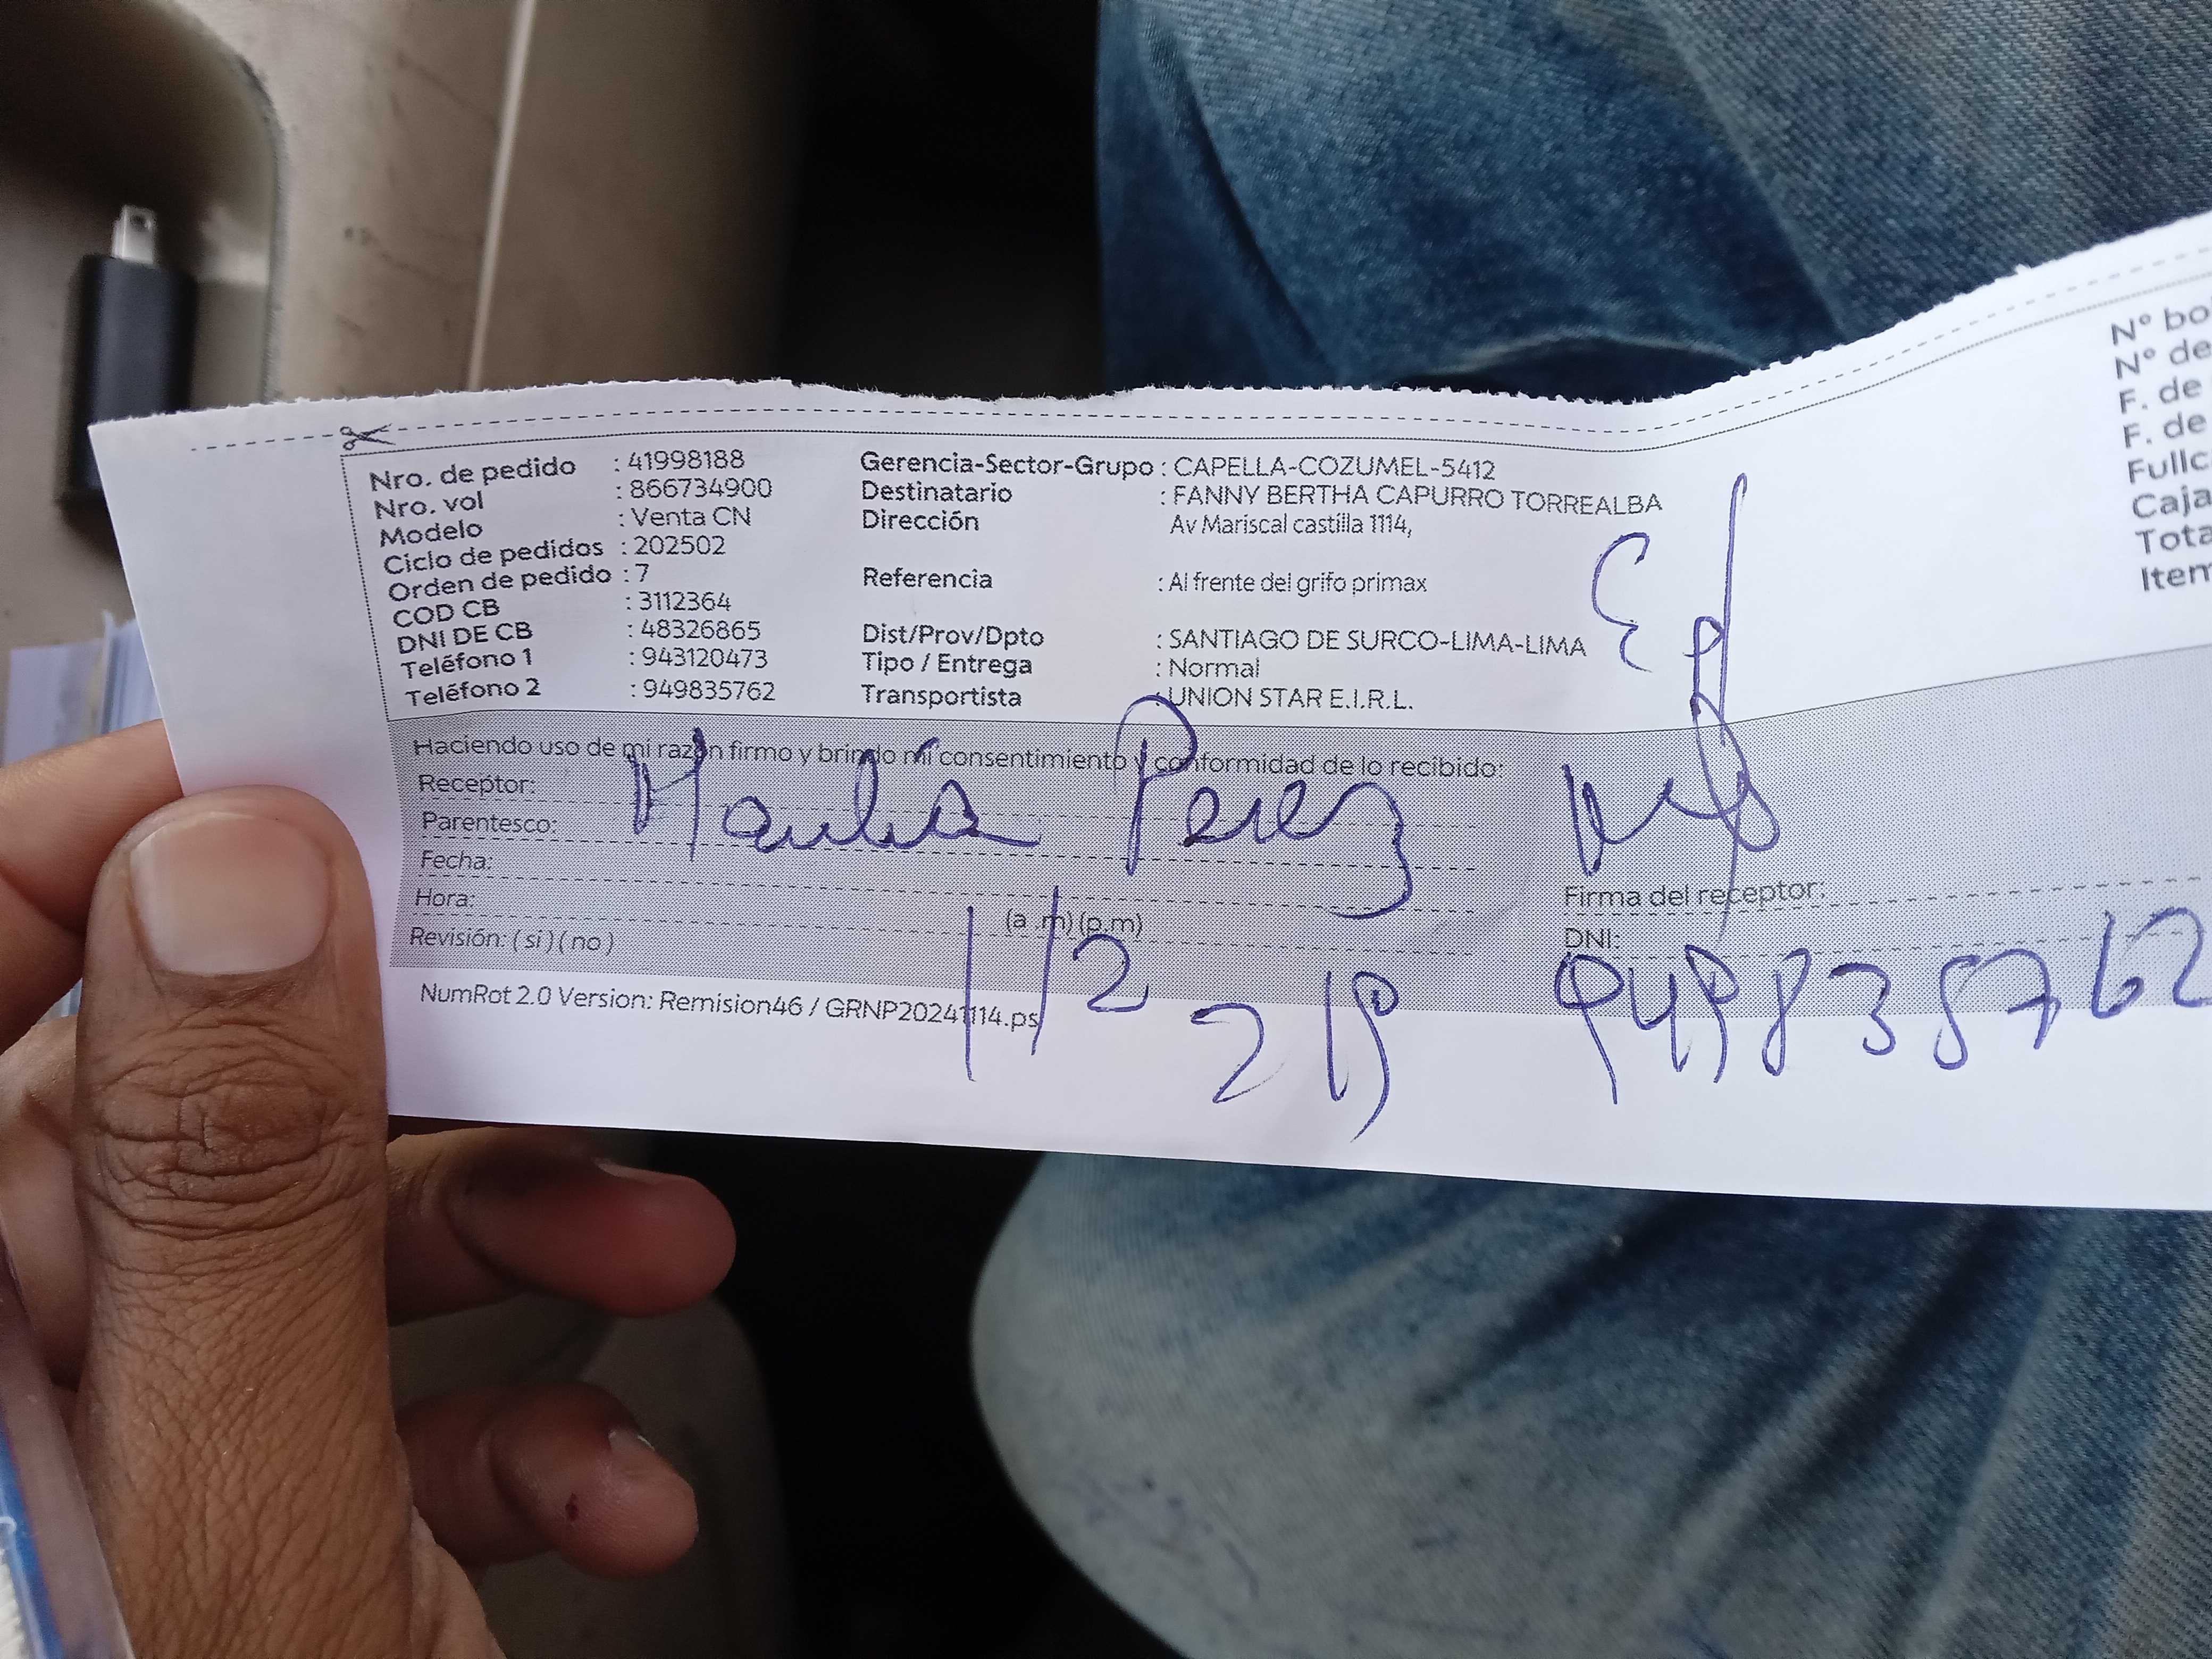 Nro. de pedido : 41998188
Nro. vol : 866734900
Modelo : Venta CN
Ciclo de pedidos : 202502
Orden de pedido : 7
COD CB : 3112364
DNI DE CB : 48326865
Teléfono 1 : 943120473
Teléfono 2 : 949835762
Gerencia-Sector-Grupo : CAPELLA-COZUMEL-5412
Destinatario : FANNY BERTHA CAPURRO TORREALBA
Dirección Av Mariscal castilla 1114,
Referencia : Al frente del grifo primax
Dist/Prov/Dpto : SANTIAGO DE SURCO-LIMA-LIMA
Tipo / Entrega : Normal
Transportista : UNION STAR E.I.R.L.
N° bo
N° de
F. de
F. de
Fullc
Caja
Tota
Item
Haciendo uso de mi razón firmo y brindo mi consentimiento y conformidad de lo recibido:
Receptor:
Parentesco: Perez
Fecha:
Hora: (a .m) (p.m)
Revisión: ( si ) ( no )
Firma del receptor:
DNI: 949835762
NumRot 2.0 Version: Remision46 / GRNP20241114.ps